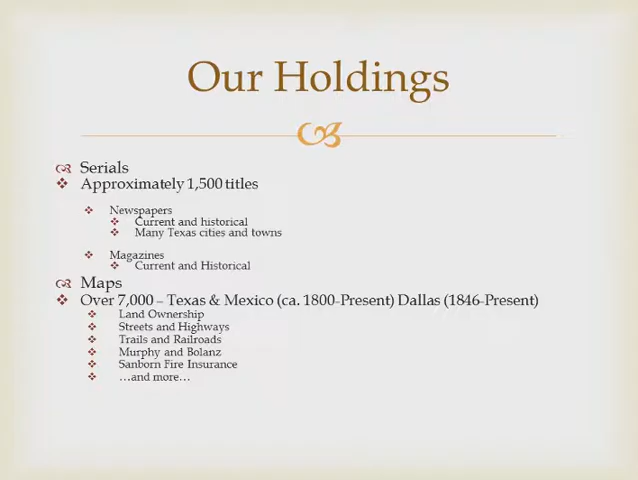 Our Holdings
Serials
Approximately 1,500 titles
Newspapers
Current and historical
Many Texas cities and towns
Magazines
Current and Historical
Maps
Over 7,000 – Texas & Mexico (ca. 1800-Present) Dallas (1846-Present)
Land Ownership
Streets and Highways
Trails and Railroads
Murphy and Bolanz
Sanborn Fire Insurance
…and more…